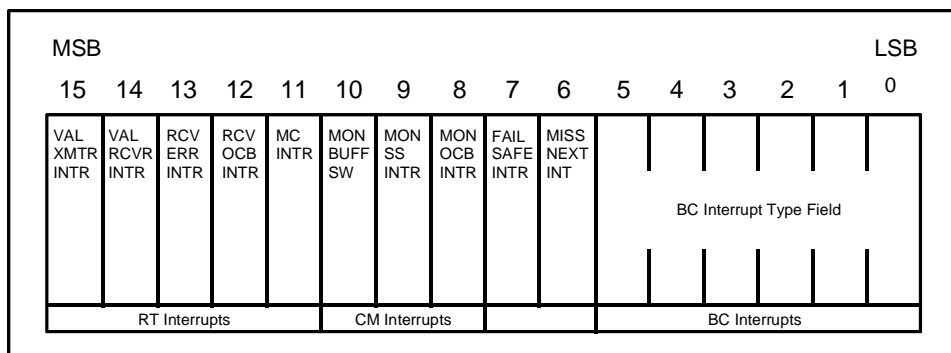 MSB LSB
15 14 13 12 11 10 9 8 7 6 5 4 3 2 1 0
VAL VAL RCV RCV MC MON MON MON FAIL MISS
XMTR RCVR ERR OCB INTR BUFF SS OCB SAFE NEXT
INTR INTR INTR INTR SW INTR INTR INTR INT
BC Interrupt Type Field
RT Interrupts CM Interrupts BC Interrupts